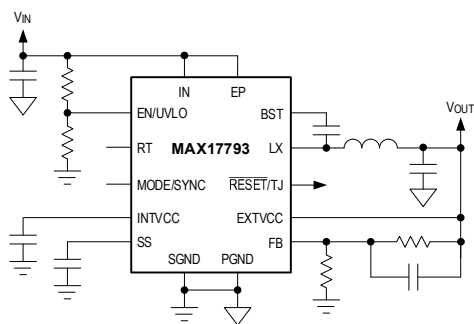 VIN
IN EP
EN/UVLO BST VOUT
RT MAX17793 LX
MODE/SYNC RESET/TJ
INTVCC EXTVCC
SS FB
SGND PGND